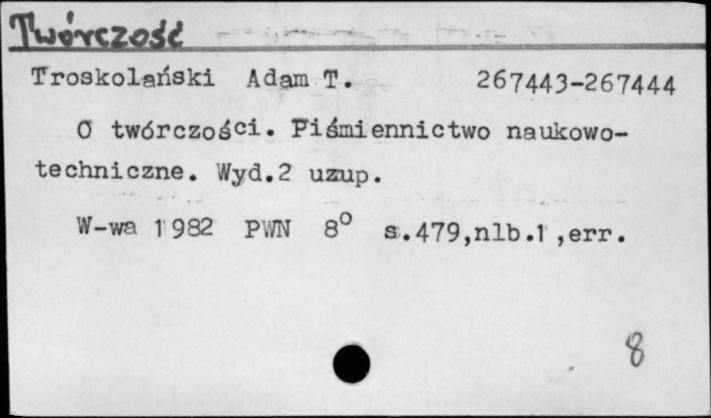 Twórczość
Troskolański Adam T. 267443-267444
O twórczości. Piśmiennictwo naukowo-
techniczne. Wyd.2 uzup.
W-wa 1982 PWN 8° s.479,nlb.1,err.
8